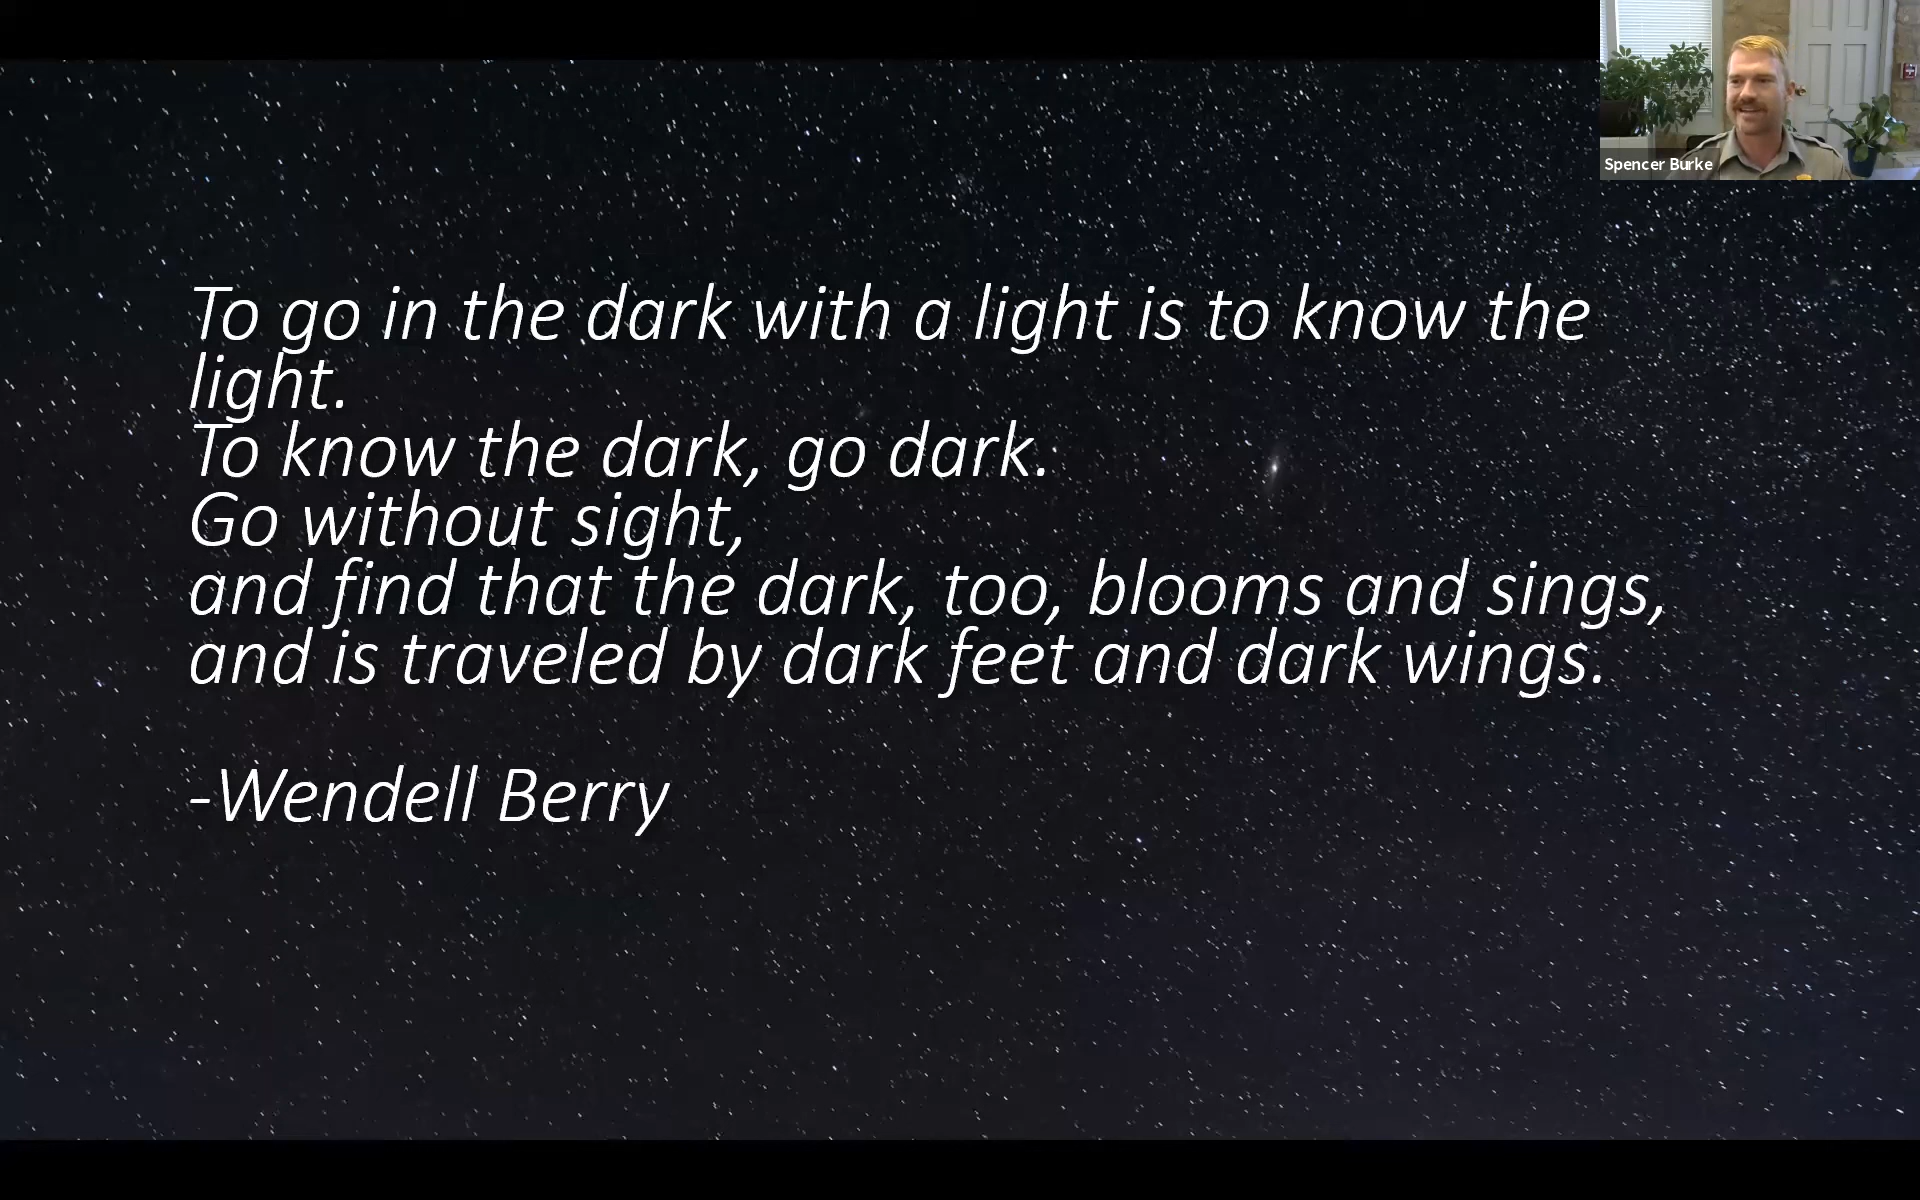 Spencer Burke
To go in the dark with a light is to know the
light.
To know the dark, go dark.
Go without sight,
and find that the dark, too, blooms and sings,
and is traveled by dark feet and dark wings.
-Wendell Berry